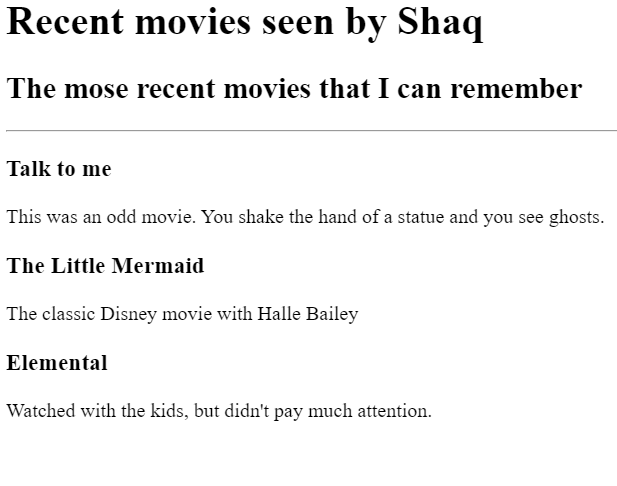 Recent movies seen by Shaq
The mose recent movies that I can remember
Talk to me
This was an odd movie. You shake the hand of a statue and you see ghosts.
The Little Mermaid
The classic Disney movie with Halle Bailey
Elemental
Watched with the kids, but didn't pay much attention.